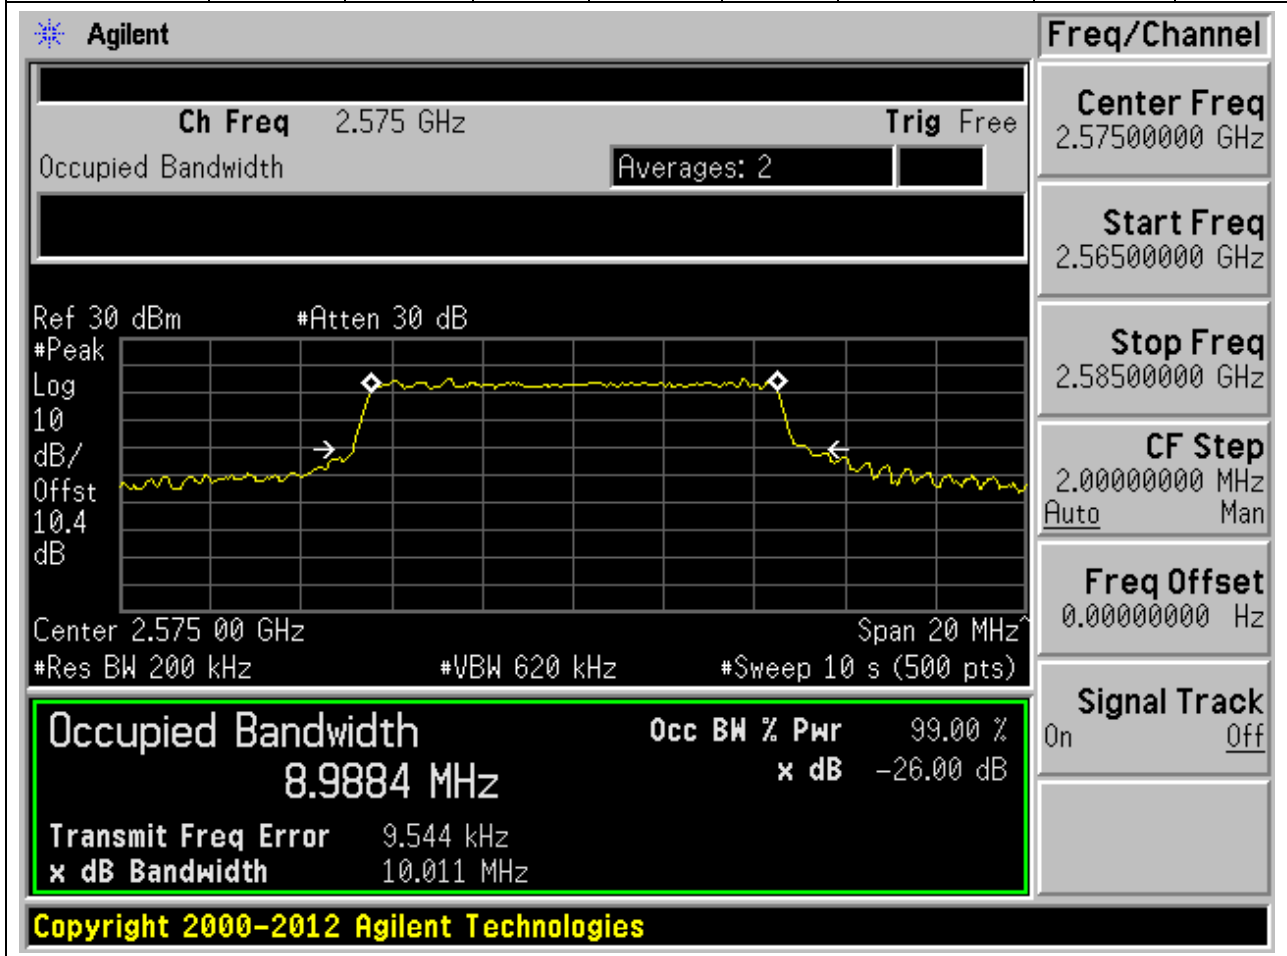 Agilent
Freq/Channel
Ch Freq 2.575 GHz Trig Free
Occupied Bandwidth Averages: 2
Center Freq
2.57500000 GHz
Start Freq
2.56500000 GHz
Stop Freq
2.58500000 GHz
CF Step
2.00000000 MHz
Auto Man
Freq Offset
0.00000000 Hz
Signal Track
On Off
Ref 30 dBm #Atten 30 dB
#Peak
Log
10
dB/
Offst
10.4
dB
Center 2.575 00 GHz Span 20 MHz^
#Res BW 200 kHz #VBW 620 kHz #Sweep 10 s (500 pts)
Occupied Bandwidth Occ BW % Pwr 99.00 %
8.9884 MHz x dB -26.00 dB
Transmit Freq Error 9.544 kHz
x dB Bandwidth 10.011 MHz
Copyright 2000-2012 Agilent Technologies